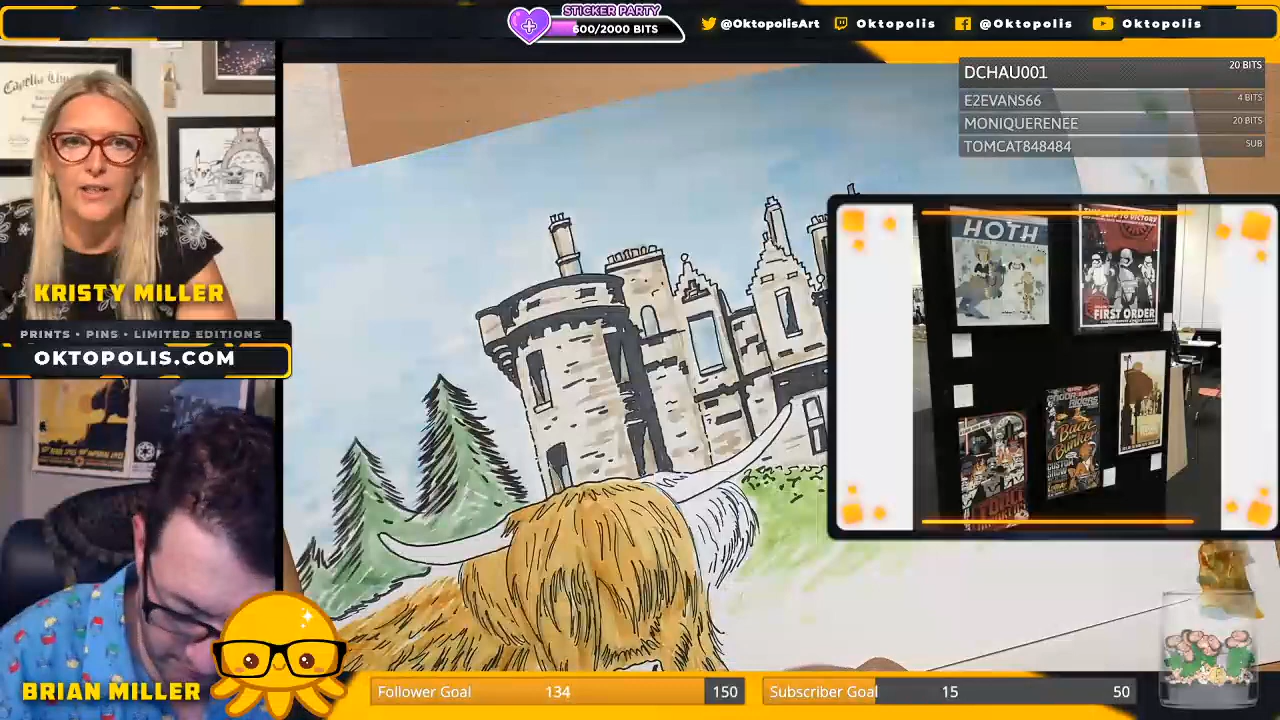 STICKER PARTY
600/2000 BITS
@OktopolisArt
Oktopolis
@Oktopolis
Oktopolis
DCHAU001 20 BITS
E2EVANS66 4 BITS
MONIQUERENEE 20 BITS
TOMCAT848484 SUB
KRISTY MILLER
PRINTS • PINS • LIMITED EDITIONS
OKTOPOLIS.COM
HOTH
FIRST ORDER
BRIAN MILLER
Follower Goal 134 150
Subscriber Goal 15 50